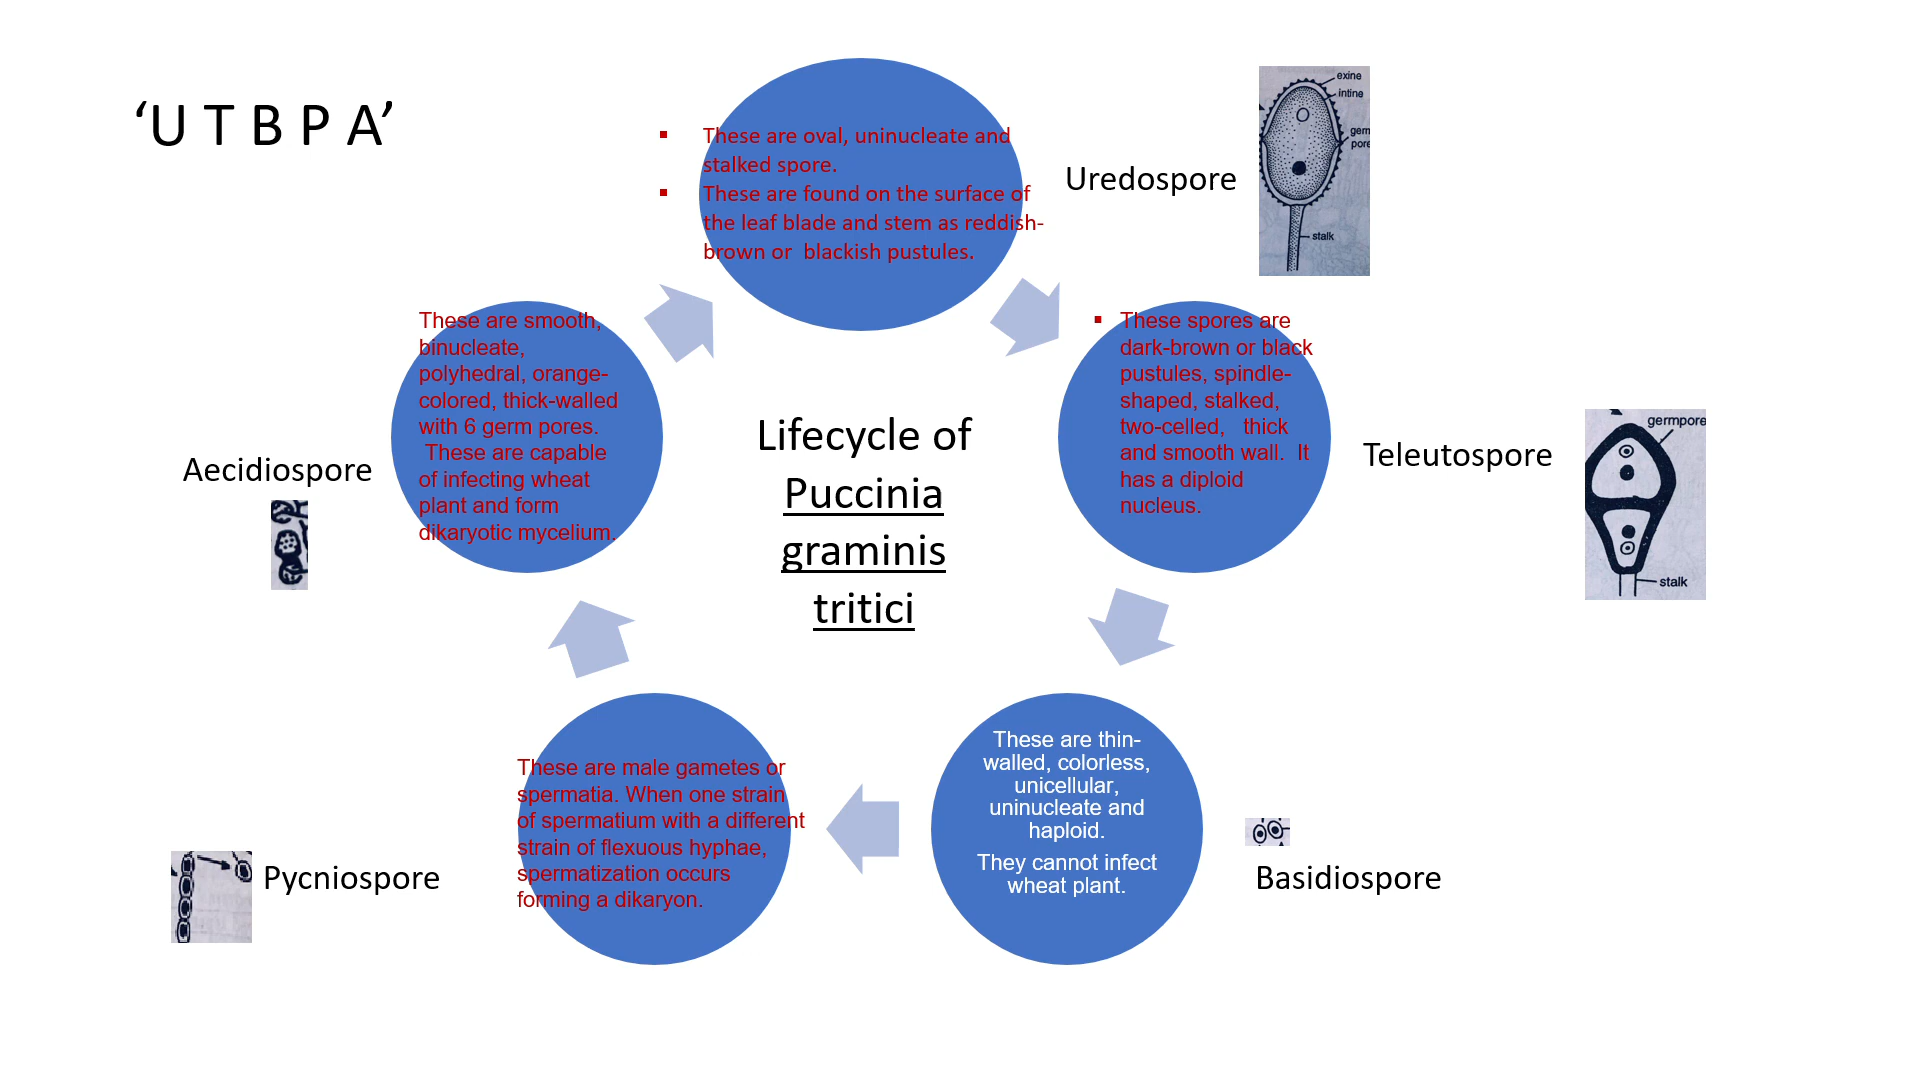 ‘U T B P A’
▪ These are oval, uninucleate and
stalked spore.
▪ These are found on the surface of
the leaf blade and stem as reddish-
brown or  blackish pustules.
Uredospore
exine
intine
germ
pore
stalk
▪ These spores are
dark-brown or black
pustules, spindle-
shaped, stalked,
two-celled,   thick
and smooth wall.  It
has a diploid
nucleus.
Teleutospore
germpore
stalk
These are thin-
walled, colorless,
unicellular,
uninucleate and
haploid.
They cannot infect
wheat plant.
Basidiospore
These are male gametes or
spermatia. When one strain
of spermatium with a different
strain of flexuous hyphae,
spermatization occurs
forming a dikaryon.
Pycniospore
These are smooth,
binucleate,
polyhedral, orange-
colored, thick-walled
with 6 germ pores.
These are capable
of infecting wheat
plant and form
dikaryotic mycelium.
Aecidiospore
Lifecycle of
Puccinia
graminis
tritici